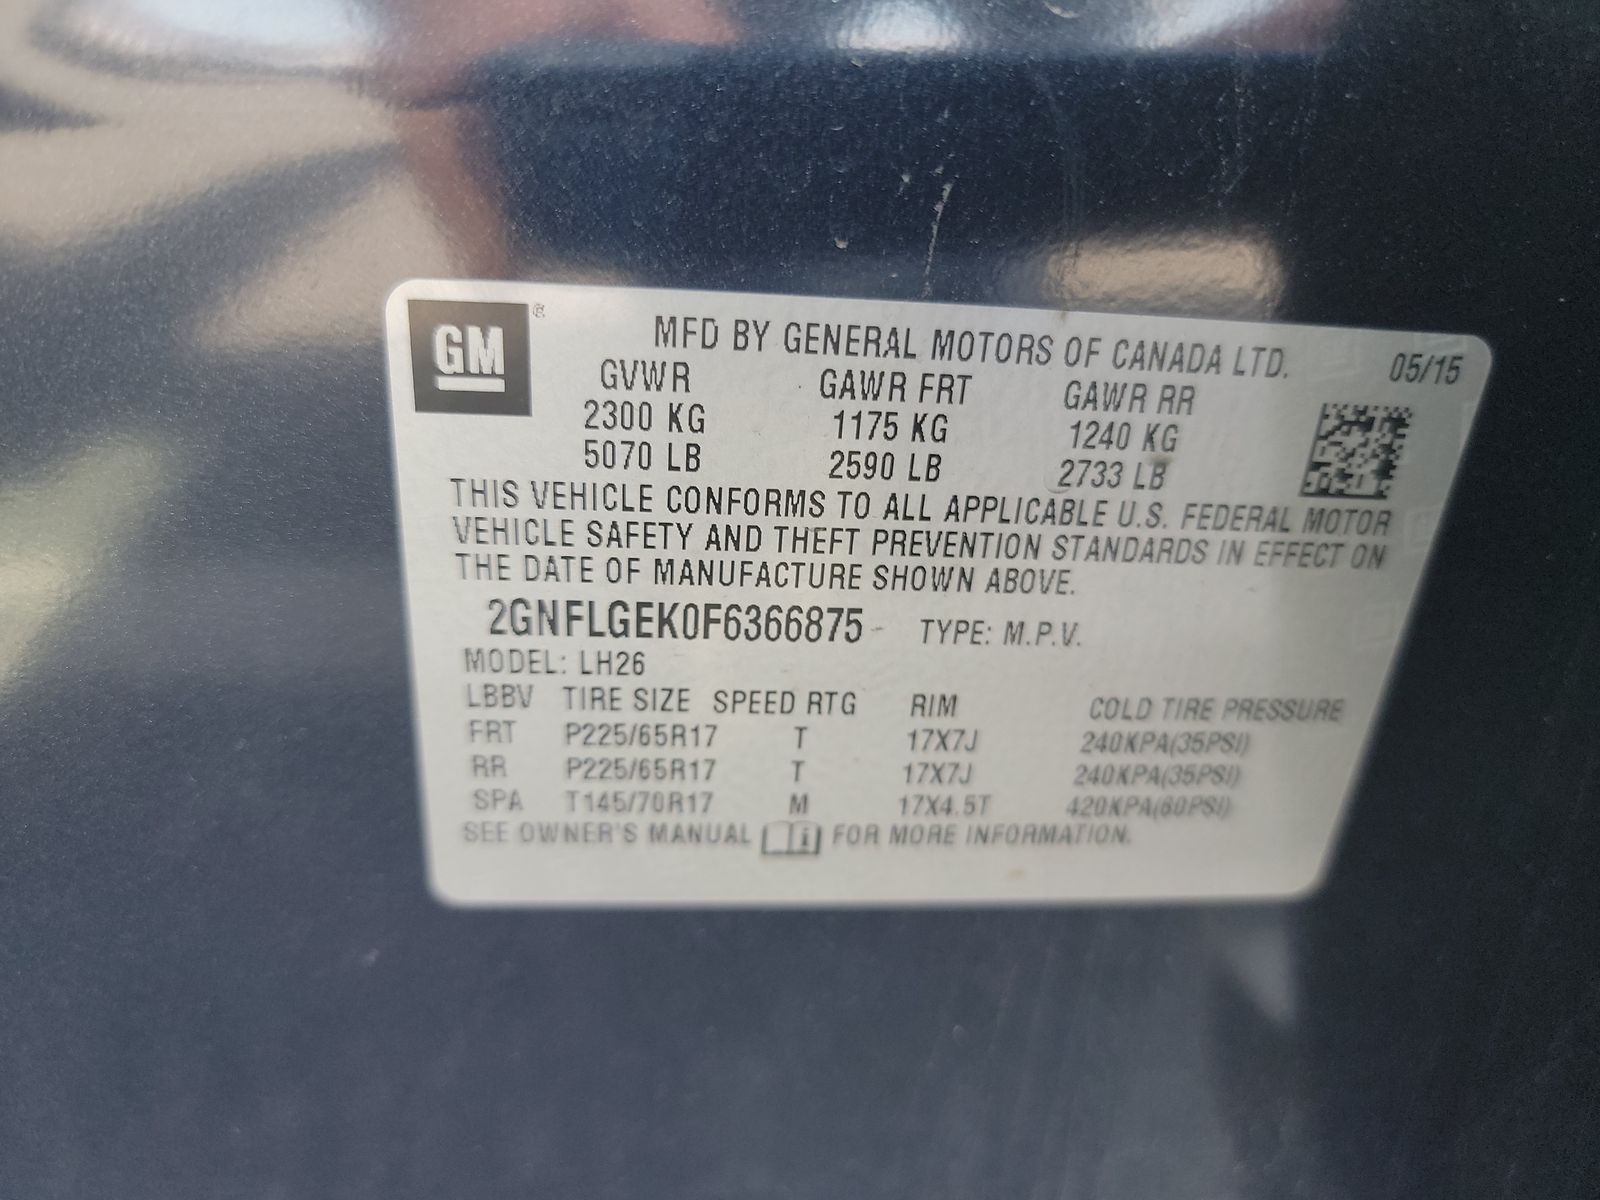 GM ®
MFD BY GENERAL MOTORS OF CANADA LTD. 05/15
GVWR GAWR FRT GAWR RR
2300 KG 1175 KG 1240 KG
5070 LB 2590 LB 2733 LB
THIS VEHICLE CONFORMS TO ALL APPLICABLE U.S. FEDERAL MOTOR
VEHICLE SAFETY AND THEFT PREVENTION STANDARDS IN EFFECT ON
THE DATE OF MANUFACTURE SHOWN ABOVE.
2GNFLGEK0F6366875 TYPE: M.P.V.
MODEL: LH26
LBBV TIRE SIZE SPEED RTG RIM COLD TIRE PRESSURE
FRT P225/65R17 T 17X7J 240KPA(35PSI)
RR P225/65R17 T 17X7J 240KPA(35PSI)
SPA T145/70R17 M 17X4.5T 420KPA(60PSI)
SEE OWNER'S MANUAL i FOR MORE INFORMATION.